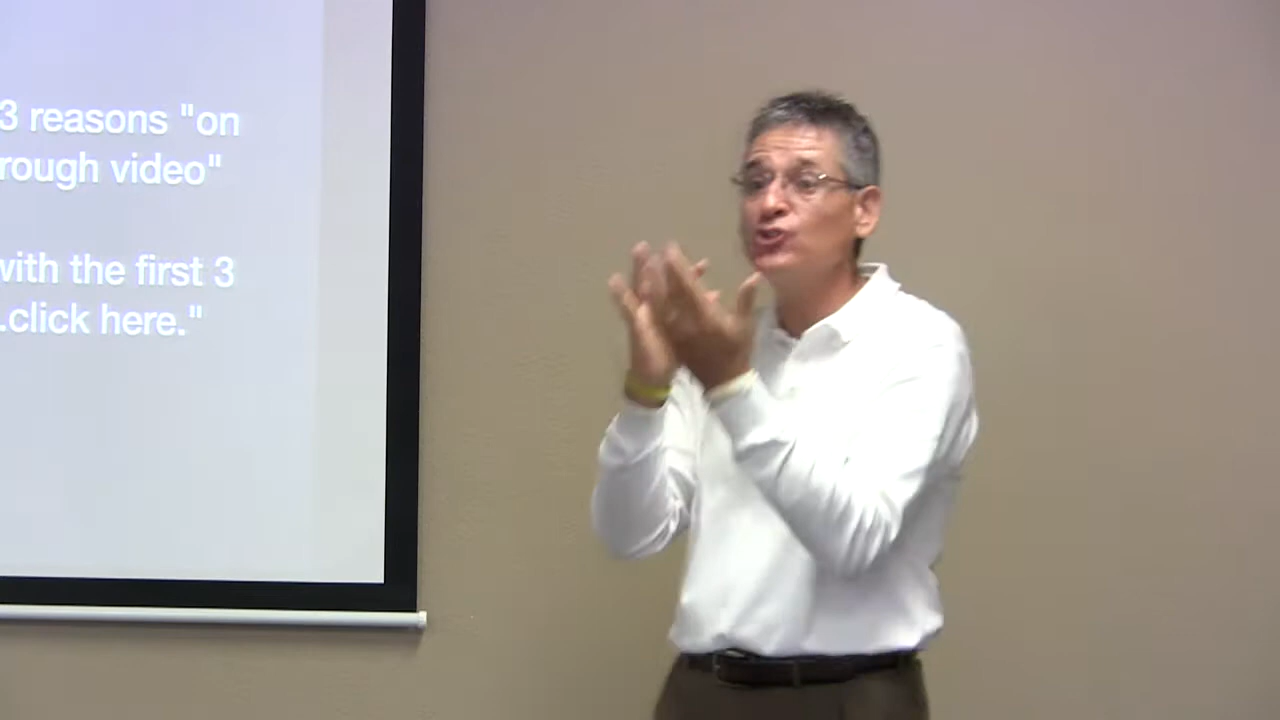 3 reasons "on
rough video"
with the first 3
.click here."